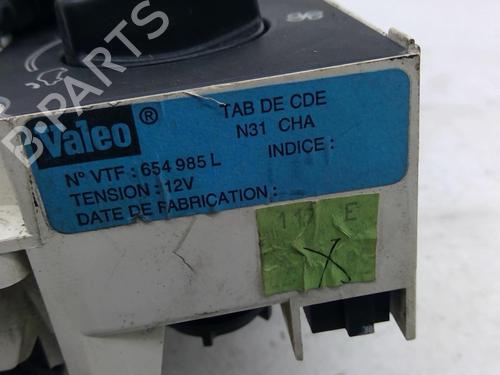 Valeo ®
TAB DE CDE
N31 CHA
N° VTF : 654 985 L
INDICE :
TENSION : 12V
DATE DE FABRICATION :
B-PARTS